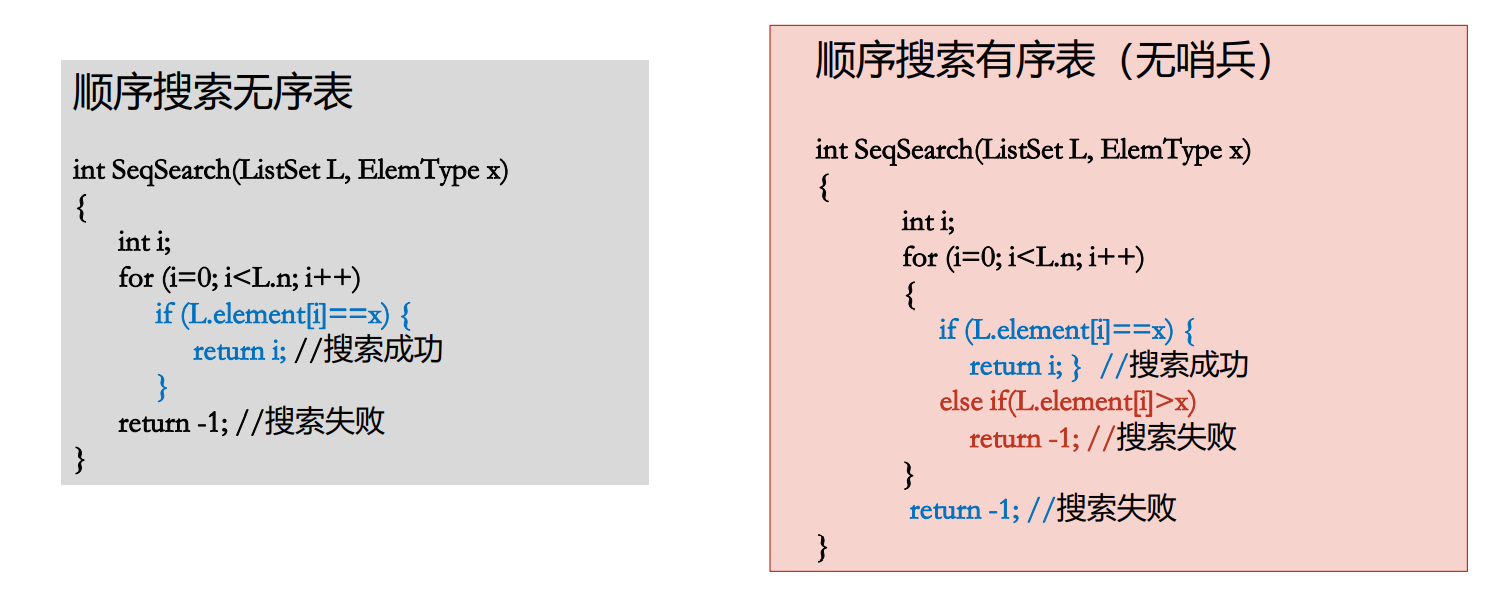 顺序搜索无序表
int SeqSearch(ListSet L, ElemType x)
{
int i;
for (i=0; i<L.n; i++)
if (L.element[i]==x) {
return i; //搜索成功
}
return -1; //搜索失败
}
顺序搜索有序表（无哨兵）
int SeqSearch(ListSet L, ElemType x)
{
int i;
for (i=0; i<L.n; i++)
{
if (L.element[i]==x) {
return i; } //搜索成功
else if(L.element[i]>x)
return -1; //搜索失败
}
return -1; //搜索失败
}